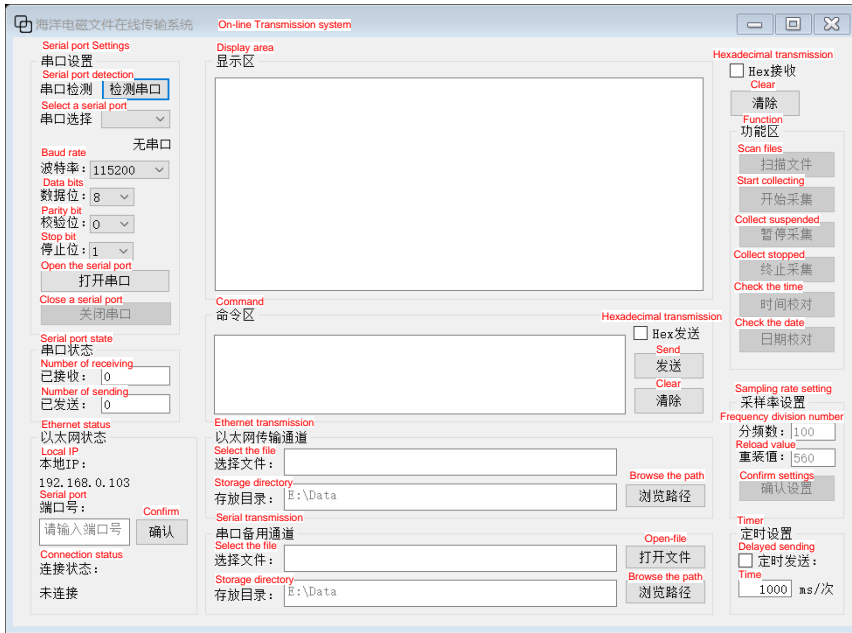 海洋电磁文件在线传输系统 On-line Transmission system
Serial port Settings
串口设置
Serial port detection
串口检测 检测串口
Select a serial port
串口选择
无串口
Baud rate
波特率: 115200
Data bits
数据位: 8
Parity bit
校验位: 0
Stop bit
停止位: 1
Open the serial port
打开串口
Close a serial port
关闭串口
Serial port state
串口状态
Number of receiving
已接收: 0
Number of sending
已发送: 0
Ethernet status
以太网状态
Local IP
本地IP:
192.168.0.103
Serial port
端口号:
Confirm
请输入端口号 确认
Connection status
连接状态:
未连接
Display area
显示区
Command
命令区
Hexadecimal transmission
Hex发送
Send
发送
Clear
清除
Ethernet transmission
以太网传输通道
Select the file
选择文件:
Storage directory
存放目录: E:\Data
Browse the path
浏览路径
Serial transmission
串口备用通道
Select the file
选择文件:
Open-file
打开文件
Storage directory
存放目录: E:\Data
Browse the path
浏览路径
Hexadecimal transmission
Hex接收
Clear
清除
Function
功能区
Scan files
扫描文件
Start collecting
开始采集
Collect suspended
暂停采集
Collect stopped
终止采集
Check the time
时间校对
Check the date
日期校对
Sampling rate setting
采样率设置
Frequency division number
分频数: 100
Reload value
重装值: 560
Confirm settings
确认设置
Timer
定时设置
Delayed sending
定时发送:
Time
1000 ms/次